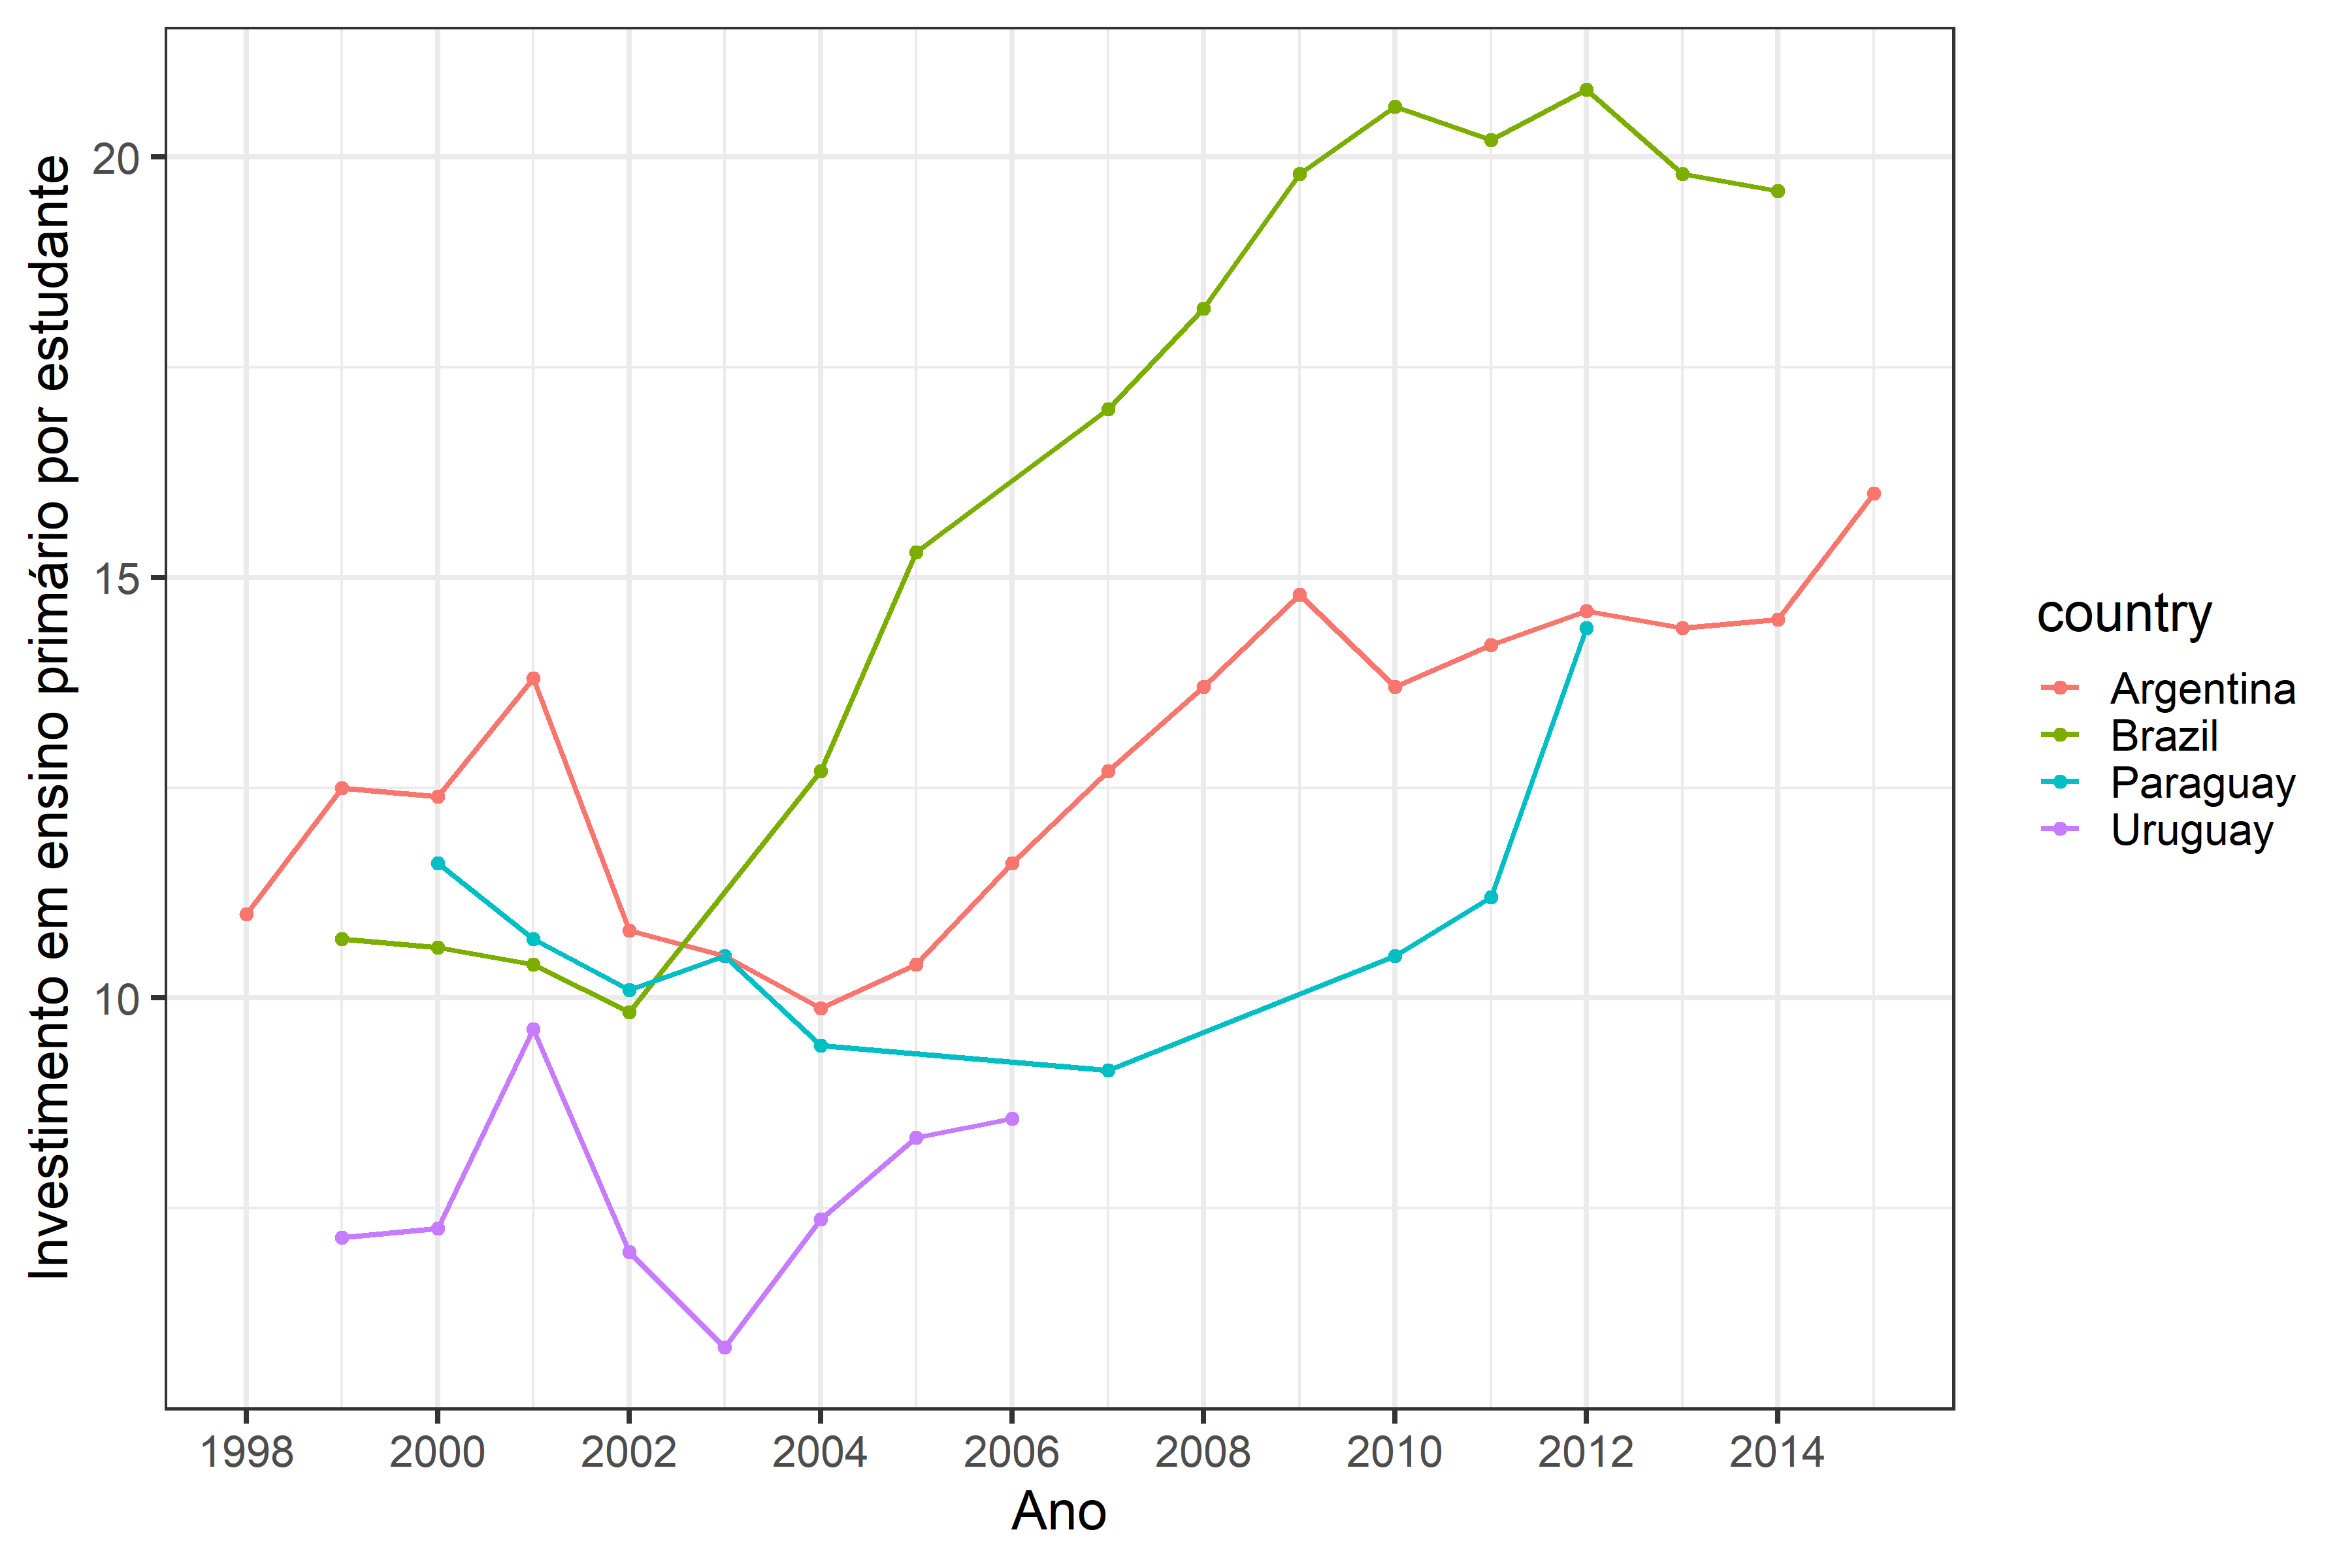 Investimento em ensino primário por estudante
20
15
10
1998 2000 2002 2004 2006 2008 2010 2012 2014
Ano
country
Argentina
Brazil
Paraguay
Uruguay